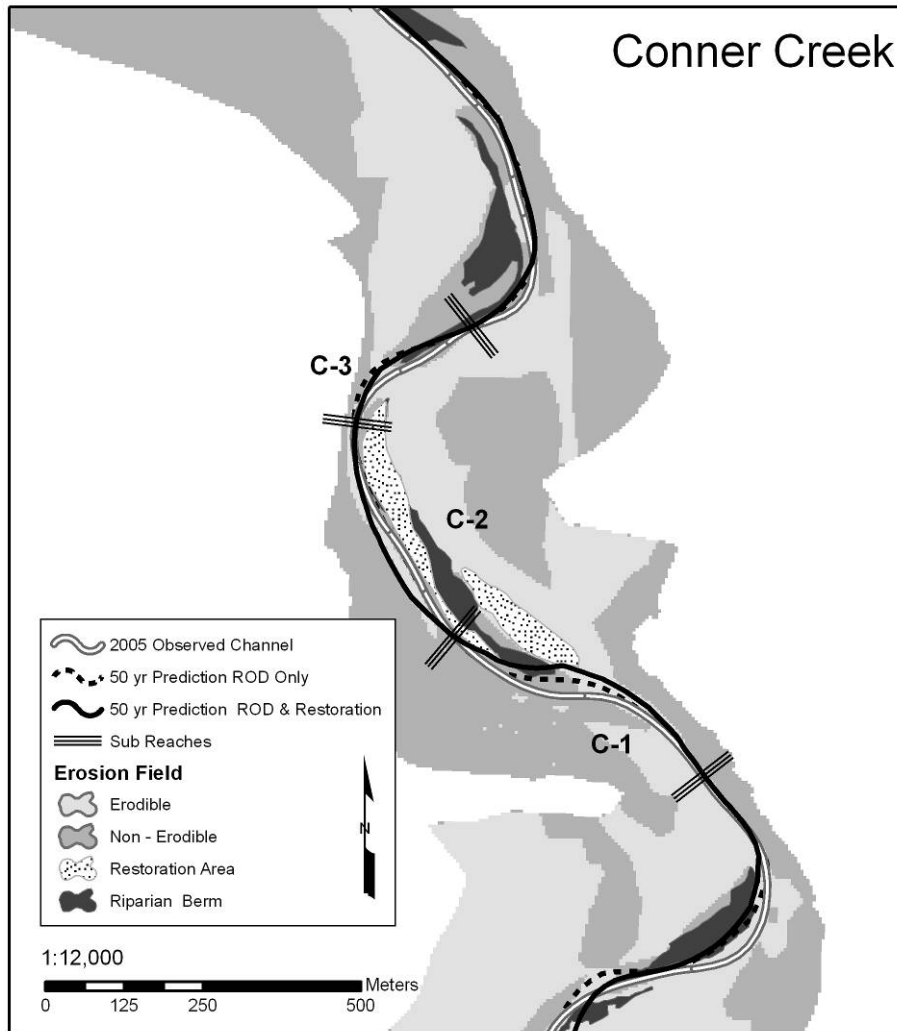 Conner Creek
C-3
C-2
C-1
2005 Observed Channel
50 yr Prediction ROD Only
50 yr Prediction ROD & Restoration
Sub Reaches
Erosion Field
Erodible
Non - Erodible
Restoration Area
Riparian Berm
N
1:12,000
Meters
0 125 250 500